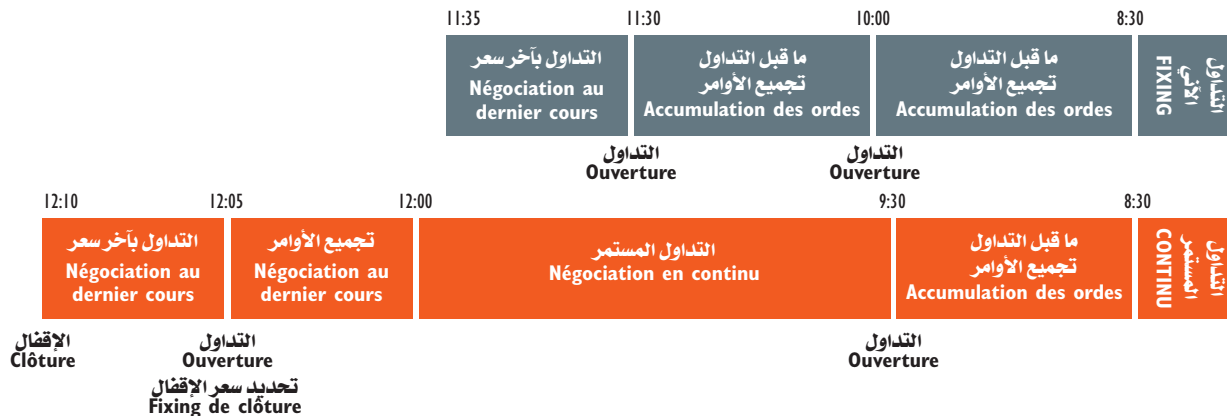 8:30
10:00
11:30
11:35
التداول
الآني
FIXING
ما قبل التداول
تجميع الأوامر
Accumulation des ordes
ما قبل التداول
تجميع الأوامر
Accumulation des ordes
التداول بآخر سعر
Négociation au
dernier cours
التداول
Ouverture
التداول
Ouverture
8:30
9:30
12:00
12:05
12:10
التداول
المستمر
CONTINU
ما قبل التداول
تجميع الأوامر
Accumulation des ordes
التداول المستمر
Négociation en continu
تجميع الأوامر
Négociation au
dernier cours
التداول بآخر سعر
Négociation au
dernier cours
التداول
Ouverture
التداول
Ouverture
تحديد سعر الإقفال
Fixing de clôture
الإقفال
Clôture